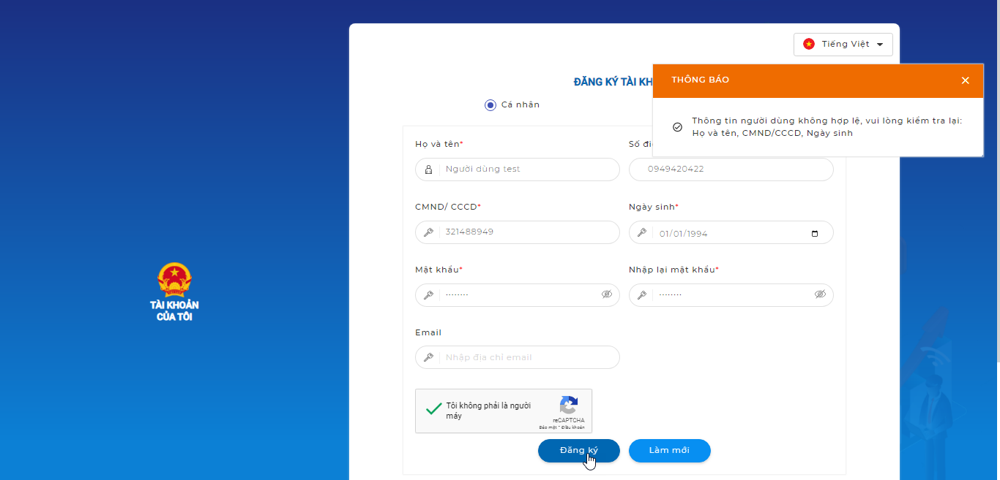 Tiếng Việt
THÔNG BÁO
ĐĂNG KÝ TÀI KH
Cá nhân
Thông tin người dùng không hợp lệ, vui lòng kiểm tra lại:
Họ và tên, CMND/CCCD, Ngày sinh
Họ và tên*
Số đi
Người dùng test
0949420422
CMND/ CCCD*
Ngày sinh*
321488949
01/01/1994
Mật khẩu*
Nhập lại mật khẩu*
········
········
TÀI KHOẢN
CỦA TÔI
Email
Nhập địa chỉ email
Tôi không phải là người
máy
reCAPTCHA
Bảo mật - Điều khoản
Đăng ký
Làm mới